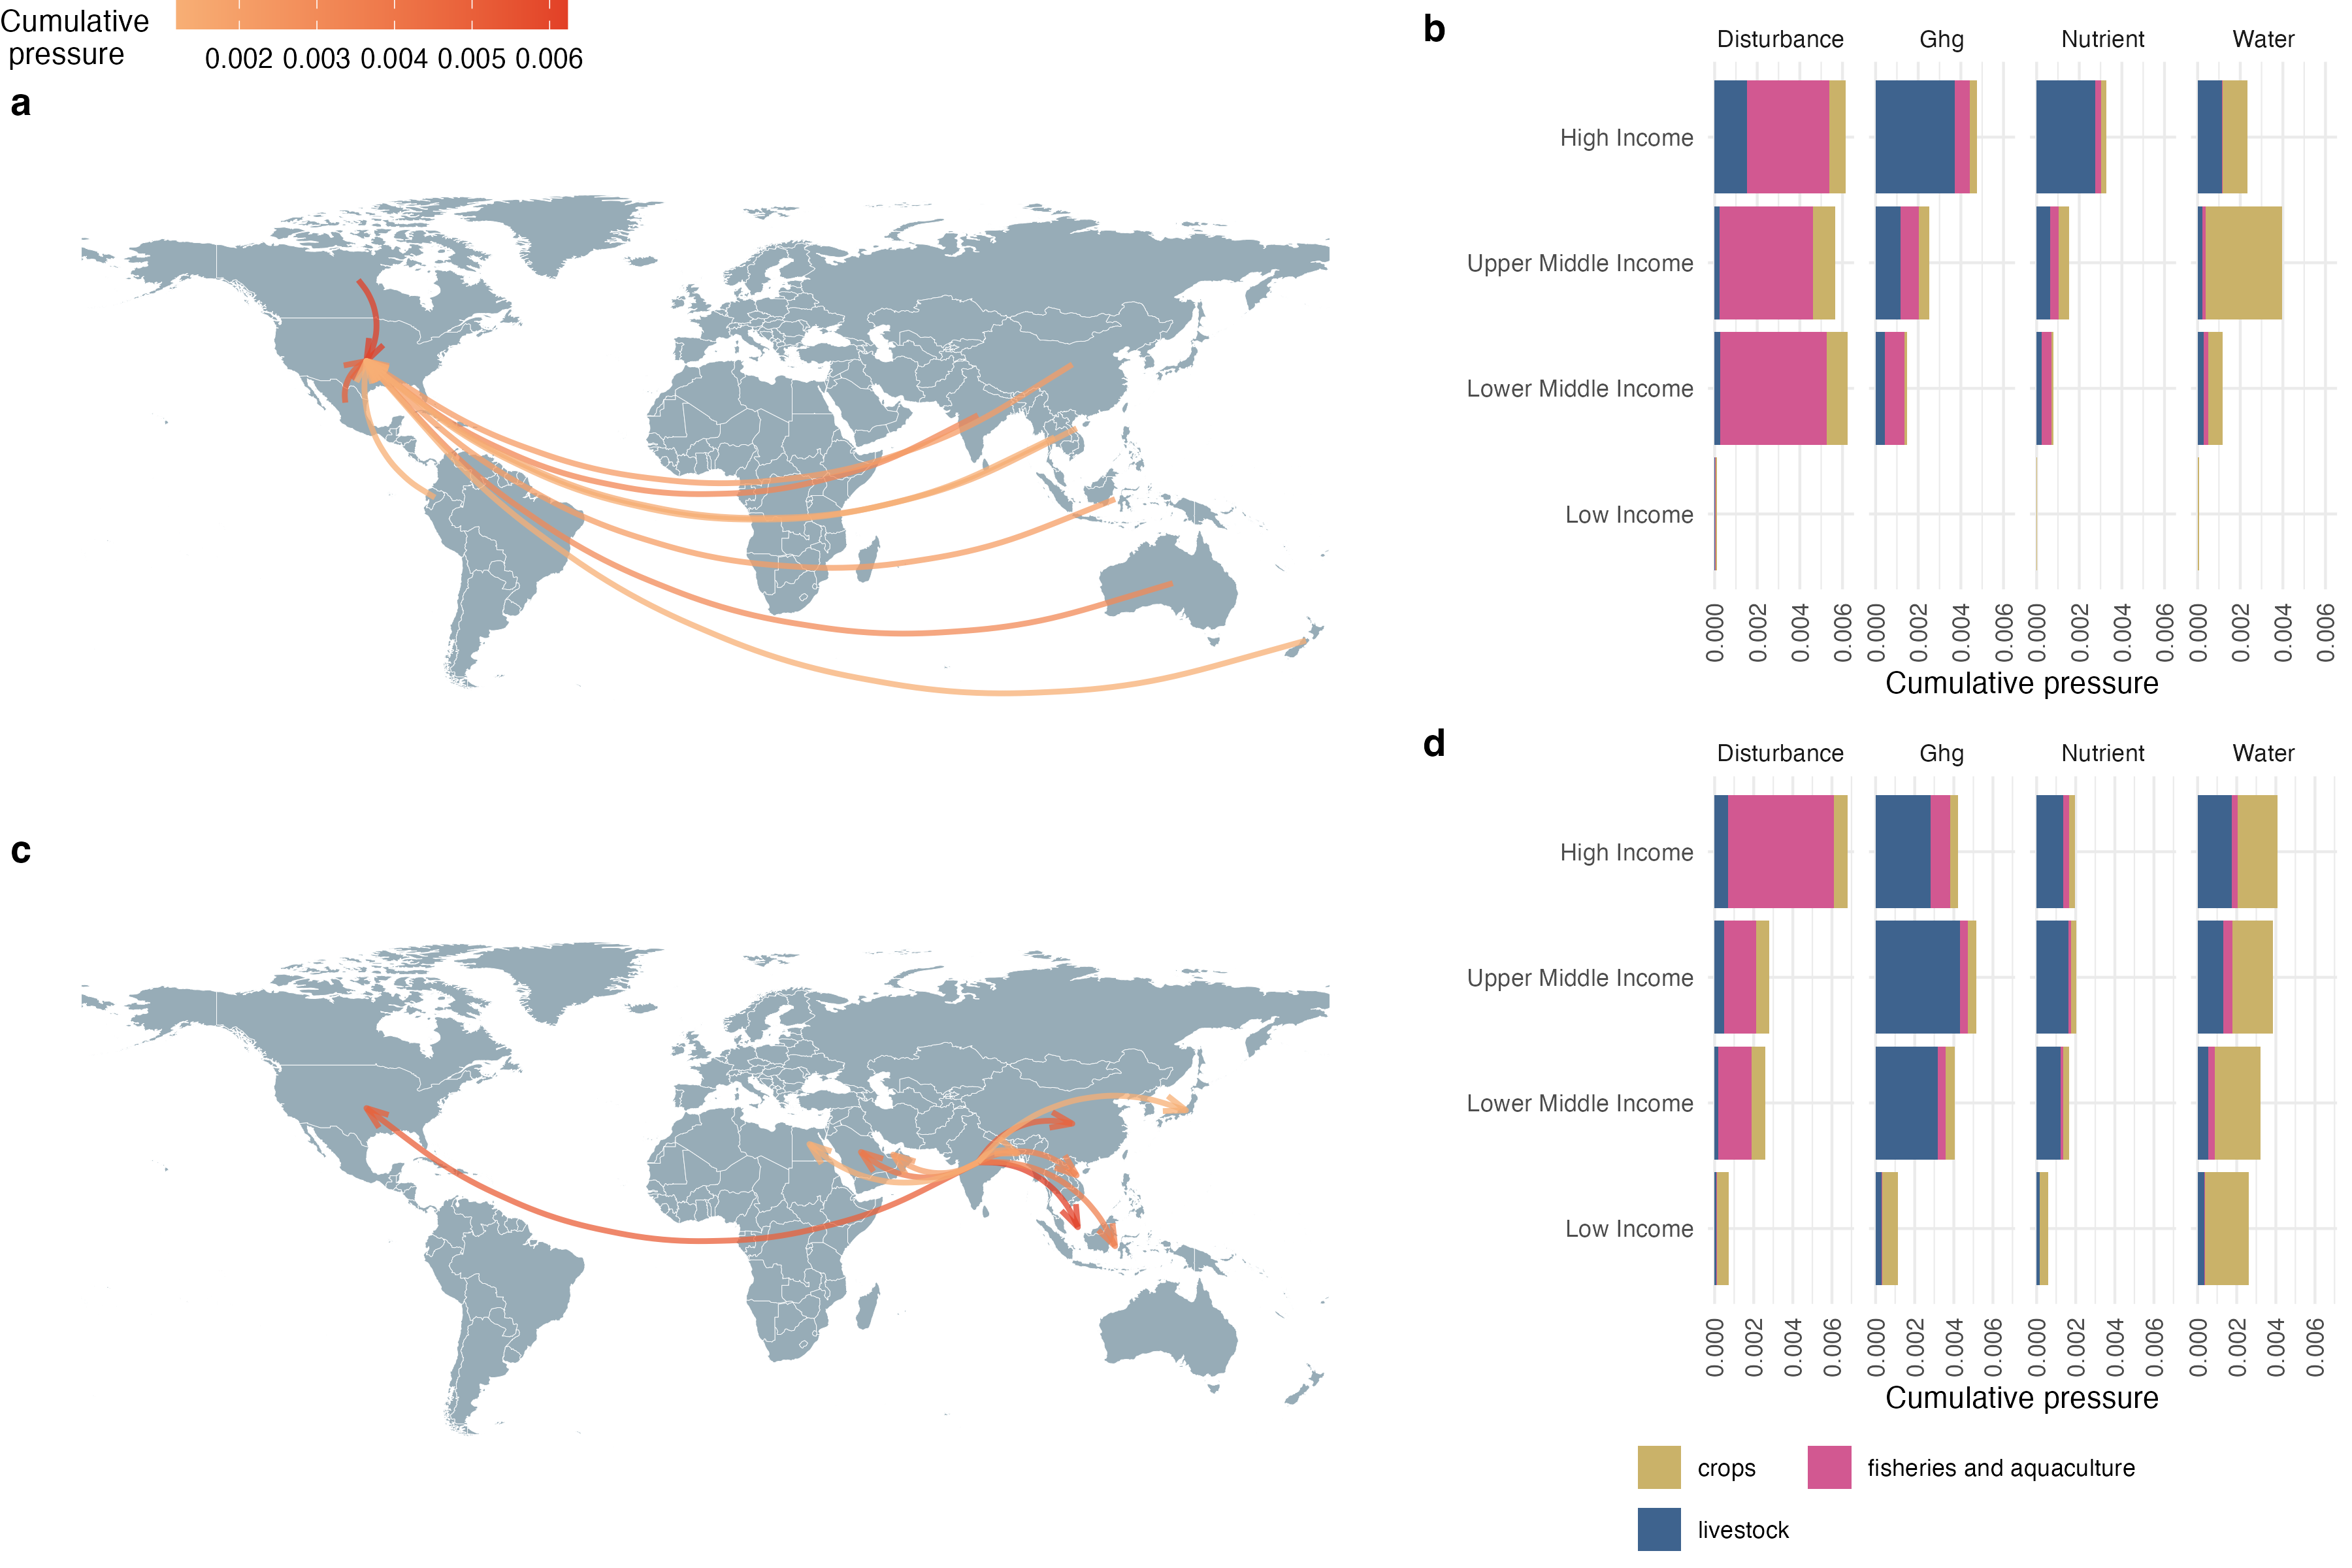 Cumulative
pressure
0.002 0.003 0.004 0.005 0.006
a
b
Disturbance Ghg Nutrient Water
High Income
Upper Middle Income
Lower Middle Income
Low Income
0.000 0.002 0.004 0.006 0.000 0.002 0.004 0.006 0.000 0.002 0.004 0.006 0.000 0.002 0.004 0.006
Cumulative pressure
c
d
Disturbance Ghg Nutrient Water
High Income
Upper Middle Income
Lower Middle Income
Low Income
0.000 0.002 0.004 0.006 0.000 0.002 0.004 0.006 0.000 0.002 0.004 0.006 0.000 0.002 0.004 0.006
Cumulative pressure
crops fisheries and aquaculture
livestock